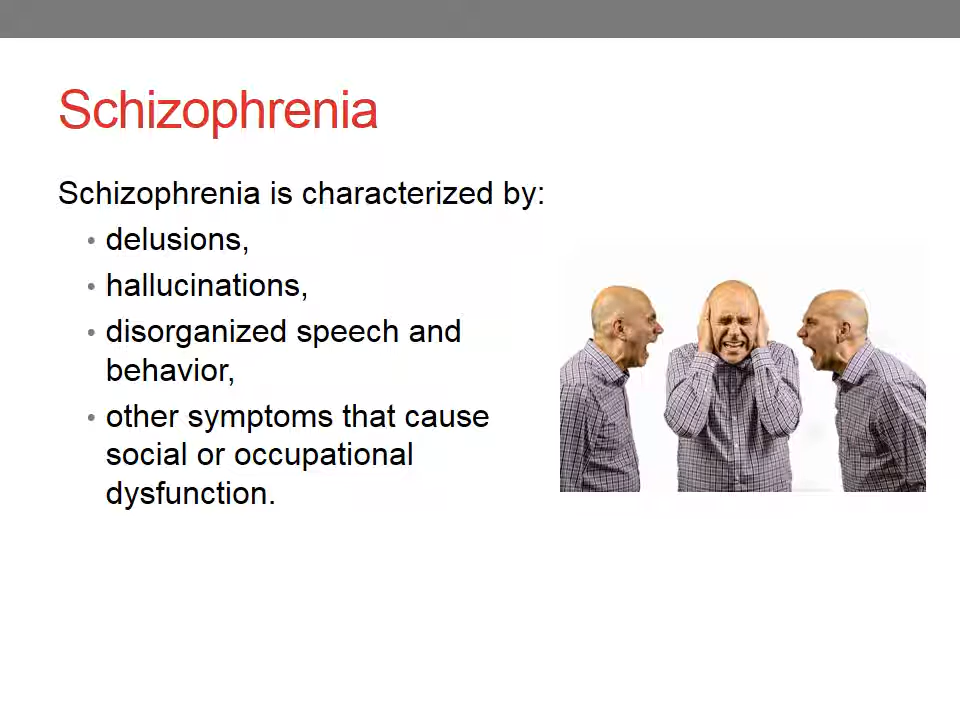 Schizophrenia
Schizophrenia is characterized by:
• delusions,
• hallucinations,
• disorganized speech and
behavior,
• other symptoms that cause
social or occupational
dysfunction.